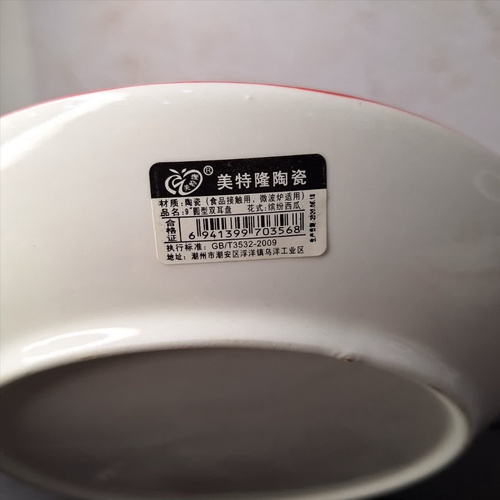 ® 美特隆陶瓷
材质: 陶瓷 (食品接触用、微波炉适用)
品名: 9"圆型双耳盘 花式: 缤纷西瓜
合格证
6 941399 703568
执行标准: GB/T3532-2009
地址: 潮州市潮安区浮洋镇乌洋工业区